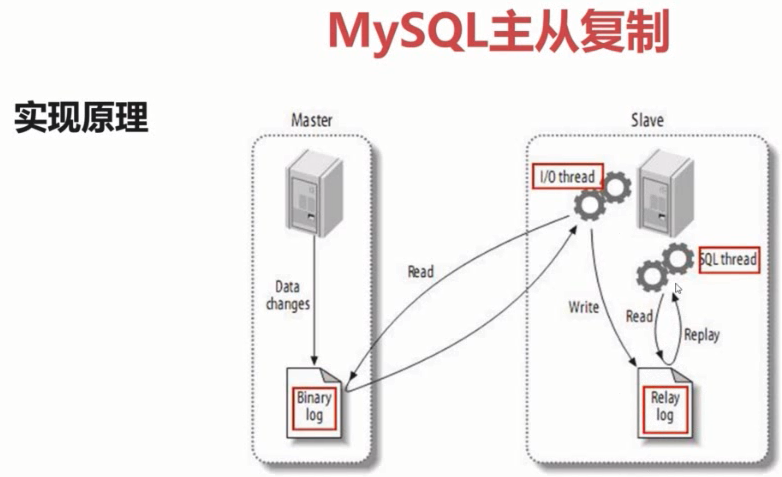 MySQL主从复制
实现原理
Master
Slave
I/O thread
SQL thread
Read
Data
changes
Write
Read
Replay
Binary
log
Relay
log